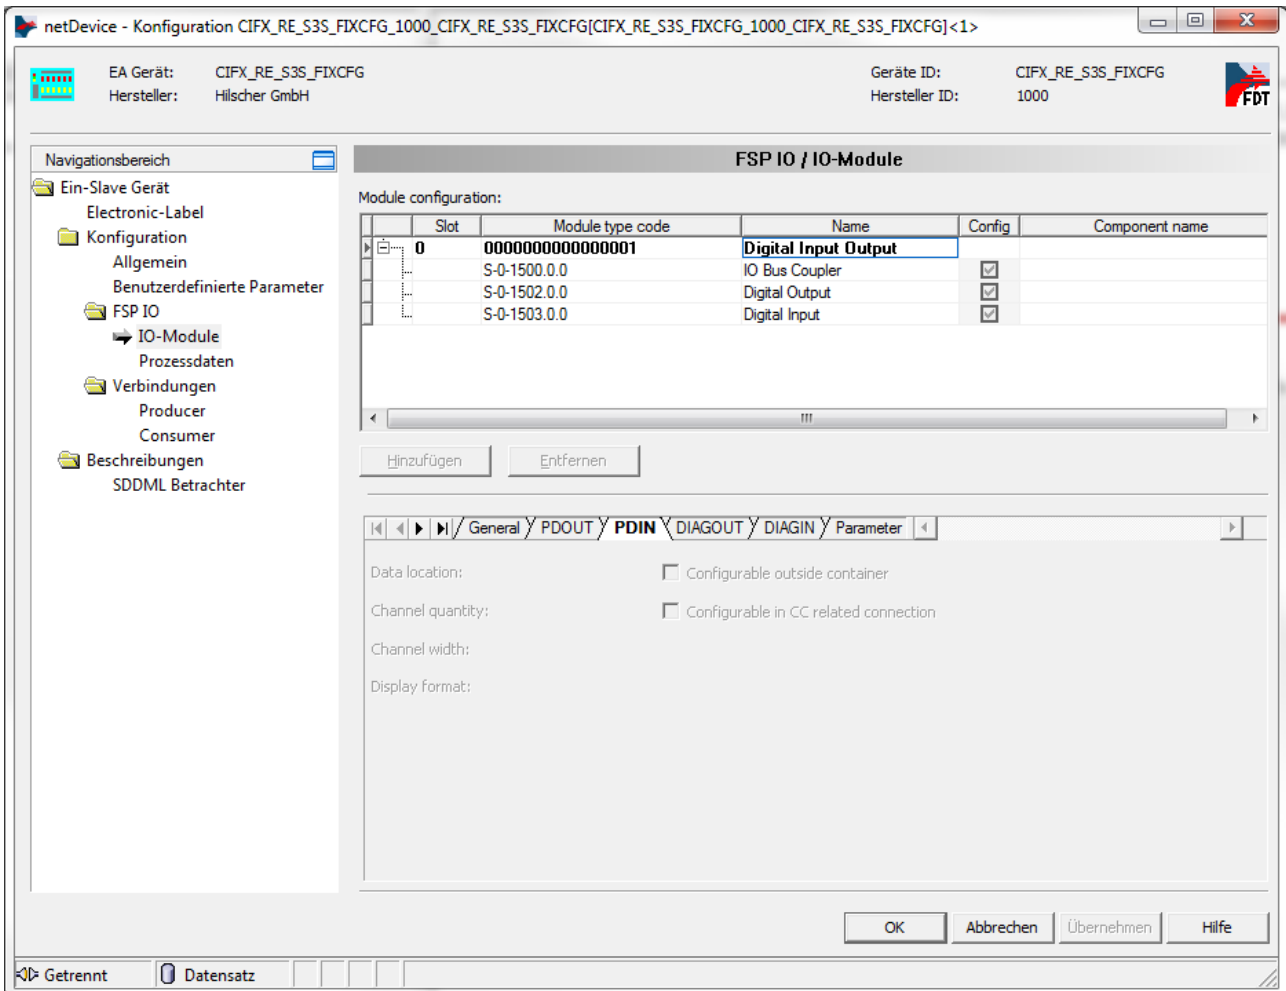 netDevice - Konfiguration CIFX_RE_S3S_FIXCFG_1000_CIFX_RE_S3S_FIXCFG[CIFX_RE_S3S_FIXCFG_1000_CIFX_RE_S3S_FIXCFG]<1>
EA Gerät: CIFX_RE_S3S_FIXCFG Geräte ID: CIFX_RE_S3S_FIXCFG
Hersteller: Hilscher GmbH Hersteller ID: 1000
FDT
Navigationsbereich
Ein-Slave Gerät
Electronic-Label
Konfiguration
Allgemein
Benutzerdefinierte Parameter
FSP IO
IO-Module
Prozessdaten
Verbindungen
Producer
Consumer
Beschreibungen
SDDML Betrachter
FSP IO / IO-Module
Module configuration:
Slot Module type code Name Config Component name
0 0000000000000001 Digital Input Output
S-0-1500.0.0 IO Bus Coupler
S-0-1502.0.0 Digital Output
S-0-1503.0.0 Digital Input
Hinzufügen Entfernen
General PDOUT PDIN DIAGOUT DIAGIN Parameter
Data location: Configurable outside container
Channel quantity: Configurable in CC related connection
Channel width:
Display format:
OK Abbrechen Übernehmen Hilfe
Getrennt Datensatz